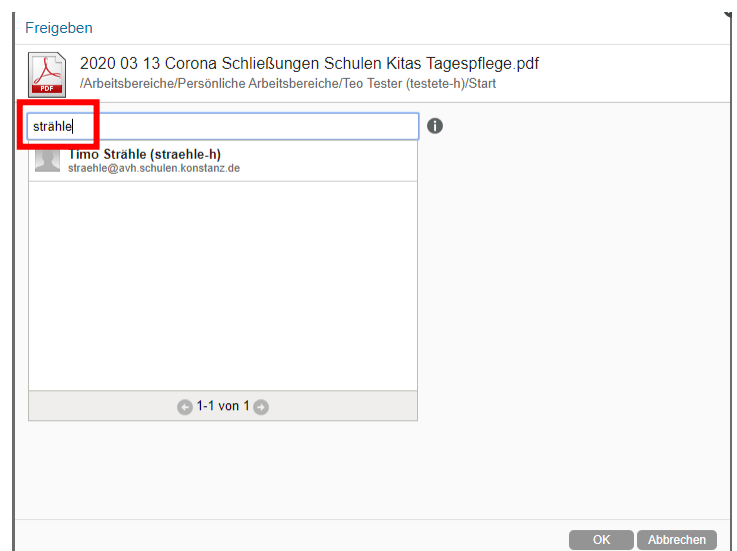 Freigeben
2020 03 13 Corona Schließungen Schulen Kitas Tagespflege.pdf
/Arbeitsbereiche/Persönliche Arbeitsbereiche/Teo Tester (testete-h)/Start
PDF
strähle
Timo Strähle (straehle-h)
straehle@avh.schulen.konstanz.de
1-1 von 1
OK Abbrechen